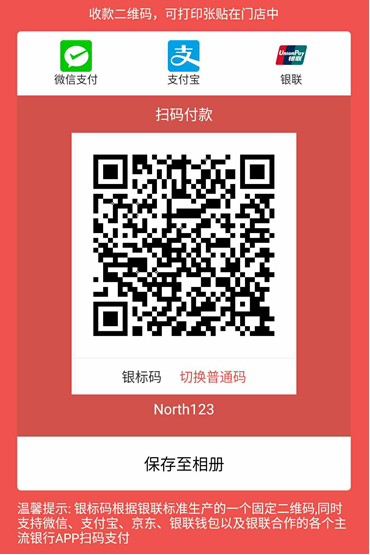 收款二维码，可打印张贴在门店中
微信支付
支付宝
UnionPay
银联
银联
扫码付款
银标码 切换普通码
North123
保存至相册
温馨提示: 银标码根据银联标准生产的一个固定二维码,同时
支持微信、支付宝、京东、银联钱包以及银联合作的各个主
流银行APP扫码支付